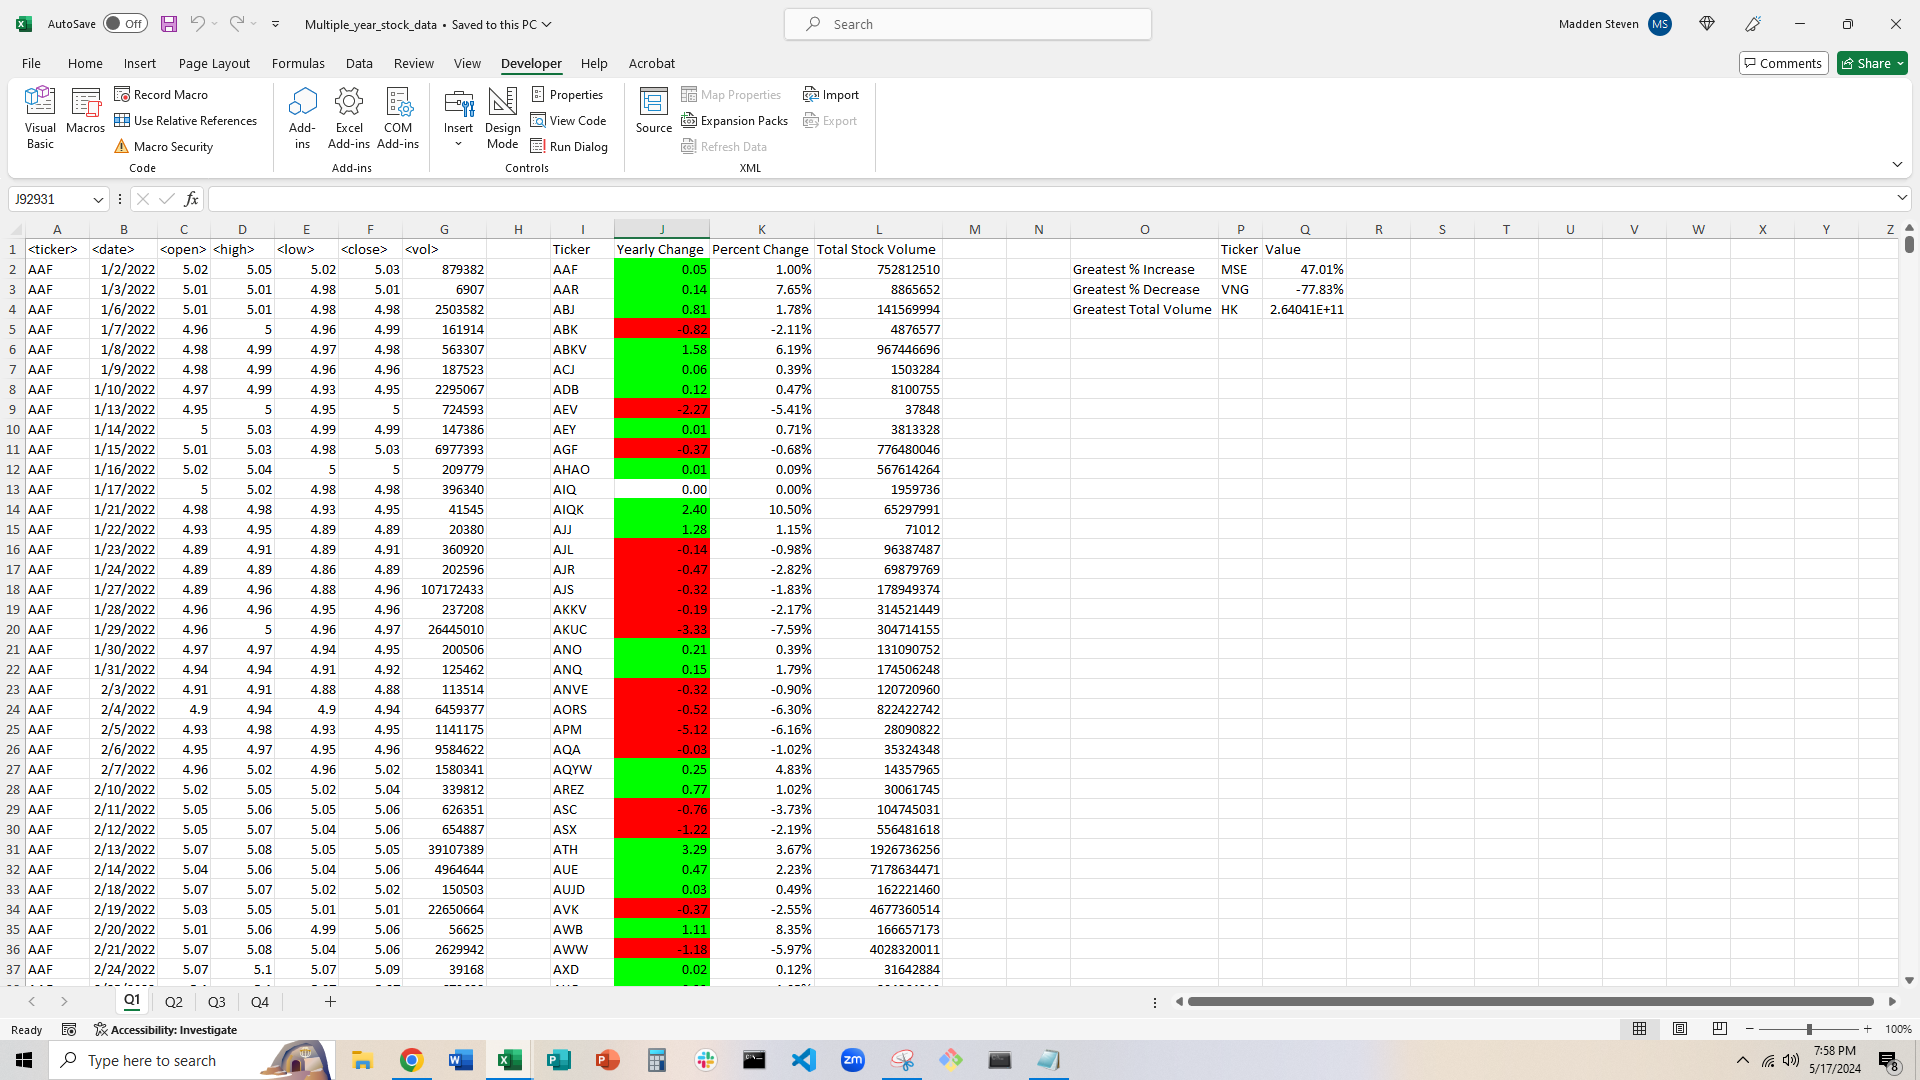 AutoSave Off Multiple_year_stock_data • Saved to this PC Search Madden Steven MS
File Home Insert Page Layout Formulas Data Review View Developer Help Acrobat Comments Share
Visual Basic Macros Record Macro Use Relative References Macro Security Code
Add-ins Excel Add-ins COM Add-ins Add-ins
Insert Design Mode Properties View Code Run Dialog Controls
Source Map Properties Expansion Packs Refresh Data Import Export XML
J92931 fx
A B C D E F G H I J K L M N O P Q R S T U V W X Y Z
1 <ticker> <date> <open> <high> <low> <close> <vol> Ticker Yearly Change Percent Change Total Stock Volume Ticker Value
2 AAF 1/2/2022 5.02 5.05 5.02 5.03 879382 AAF 0.05 1.00% 752812510 Greatest % Increase MSE 47.01%
3 AAF 1/3/2022 5.01 5.01 4.98 5.01 6907 AAR 0.14 7.65% 8865652 Greatest % Decrease VNG -77.83%
4 AAF 1/6/2022 5.01 5.01 4.98 4.98 2503582 ABJ 0.81 1.78% 141569994 Greatest Total Volume HK 2.64041E+11
5 AAF 1/7/2022 4.96 5 4.96 4.99 161914 ABK -0.82 -2.11% 4876577
6 AAF 1/8/2022 4.98 4.99 4.97 4.98 563307 ABKV 1.58 6.19% 967446696
7 AAF 1/9/2022 4.98 4.99 4.96 4.96 187523 ACJ 0.06 0.39% 1503284
8 AAF 1/10/2022 4.97 4.99 4.93 4.95 2295067 ADB 0.12 0.47% 8100755
9 AAF 1/13/2022 4.95 5 4.95 5 724593 AEV -2.27 -5.41% 37848
10 AAF 1/14/2022 5 5.03 4.99 4.99 147386 AEY 0.01 0.71% 3813328
11 AAF 1/15/2022 5.01 5.03 4.98 5.03 6977393 AGF -0.37 -0.68% 776480046
12 AAF 1/16/2022 5.02 5.04 5 5 209779 AHAO 0.01 0.09% 567614264
13 AAF 1/17/2022 5 5.02 4.98 4.98 396340 AIQ 0.00 0.00% 1959736
14 AAF 1/21/2022 4.98 4.98 4.93 4.95 41545 AIQK 2.40 10.50% 65297991
15 AAF 1/22/2022 4.93 4.95 4.89 4.89 20380 AJJ 1.28 1.15% 71012
16 AAF 1/23/2022 4.89 4.91 4.89 4.91 360920 AJL -0.14 -0.98% 96387487
17 AAF 1/24/2022 4.89 4.89 4.86 4.89 202596 AJR -0.47 -2.82% 69879769
18 AAF 1/27/2022 4.89 4.96 4.88 4.96 107172433 AJS -0.32 -1.83% 178949374
19 AAF 1/28/2022 4.96 4.96 4.95 4.96 237208 AKKV -0.19 -2.17% 314521449
20 AAF 1/29/2022 4.96 5 4.96 4.97 26445010 AKUC -3.33 -7.59% 304714155
21 AAF 1/30/2022 4.97 4.97 4.94 4.95 200506 ANO 0.21 0.39% 131090752
22 AAF 1/31/2022 4.94 4.94 4.91 4.92 125462 ANQ 0.15 1.79% 174506248
23 AAF 2/3/2022 4.91 4.91 4.88 4.88 113514 ANVE -0.32 -0.90% 120720960
24 AAF 2/4/2022 4.9 4.94 4.9 4.94 6459377 AORS -0.52 -6.30% 822422742
25 AAF 2/5/2022 4.93 4.98 4.93 4.95 1141175 APM -5.12 -6.16% 28090822
26 AAF 2/6/2022 4.95 4.97 4.95 4.96 9584622 AQA -0.03 -1.02% 35324348
27 AAF 2/7/2022 4.96 5.02 4.96 5.02 1580341 AQYW 0.25 4.83% 14357965
28 AAF 2/10/2022 5.02 5.05 5.02 5.04 339812 AREZ 0.77 1.02% 30061745
29 AAF 2/11/2022 5.05 5.06 5.05 5.06 626351 ASC -0.76 -3.73% 104745031
30 AAF 2/12/2022 5.05 5.07 5.04 5.06 654887 ASX -1.22 -2.19% 556481618
31 AAF 2/13/2022 5.07 5.08 5.05 5.05 39107389 ATH 3.29 3.67% 1926736256
32 AAF 2/14/2022 5.04 5.06 5.04 5.06 4964644 AUE 0.47 2.23% 7178634471
33 AAF 2/18/2022 5.07 5.07 5.02 5.02 150503 AUJD 0.03 0.49% 162221460
34 AAF 2/19/2022 5.03 5.05 5.01 5.01 22650664 AVK -0.37 -2.55% 4677360514
35 AAF 2/20/2022 5.01 5.06 4.99 5.06 56625 AWB 1.11 8.35% 166657173
36 AAF 2/21/2022 5.07 5.08 5.04 5.06 2629942 AWW -1.18 -5.97% 4028320011
37 AAF 2/24/2022 5.07 5.1 5.07 5.09 39168 AXD 0.02 0.12% 31642884
Q1 Q2 Q3 Q4
Ready Accessibility: Investigate 100%
Type here to search zm 7:58 PM
5/17/2024 8